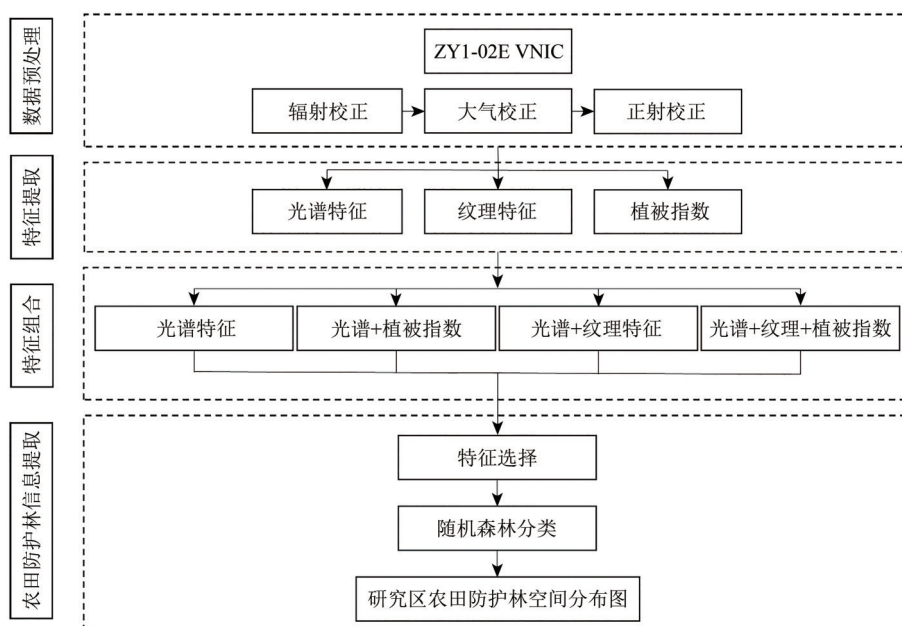 数据预处理
ZY1-02E VNIC
辐射校正
大气校正
正射校正
特征提取
光谱特征
纹理特征
植被指数
特征组合
光谱特征
光谱+植被指数
光谱+纹理特征
光谱+纹理+植被指数
农田防护林信息提取
特征选择
随机森林分类
研究区农田防护林空间分布图